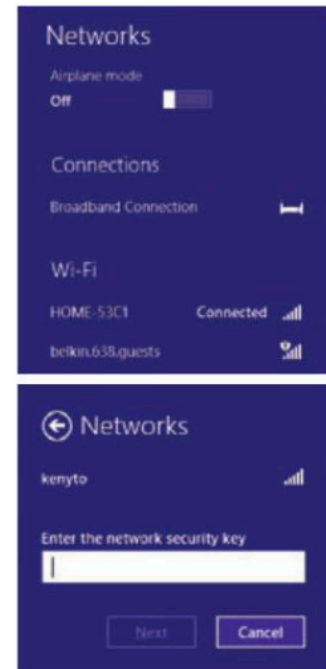 Networks
Airplane mode
Off
Connections
Broadband Connection
Wi-Fi
HOME-53C1 Connected
belkin.638.guests
Networks
kenyto
Enter the network security key
Next Cancel